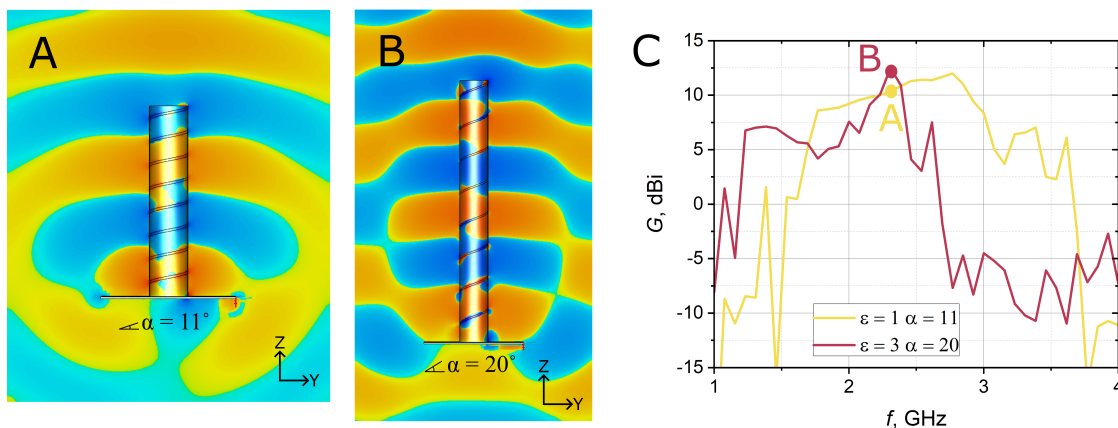 A
∡α = 11°
Z
Y
B
∡α = 20°
Z
Y
C
G, dBi
15
10
5
0
-5
-10
-15
B
A
ε = 1 α = 11
ε = 3 α = 20
1 2 3 4
f, GHz